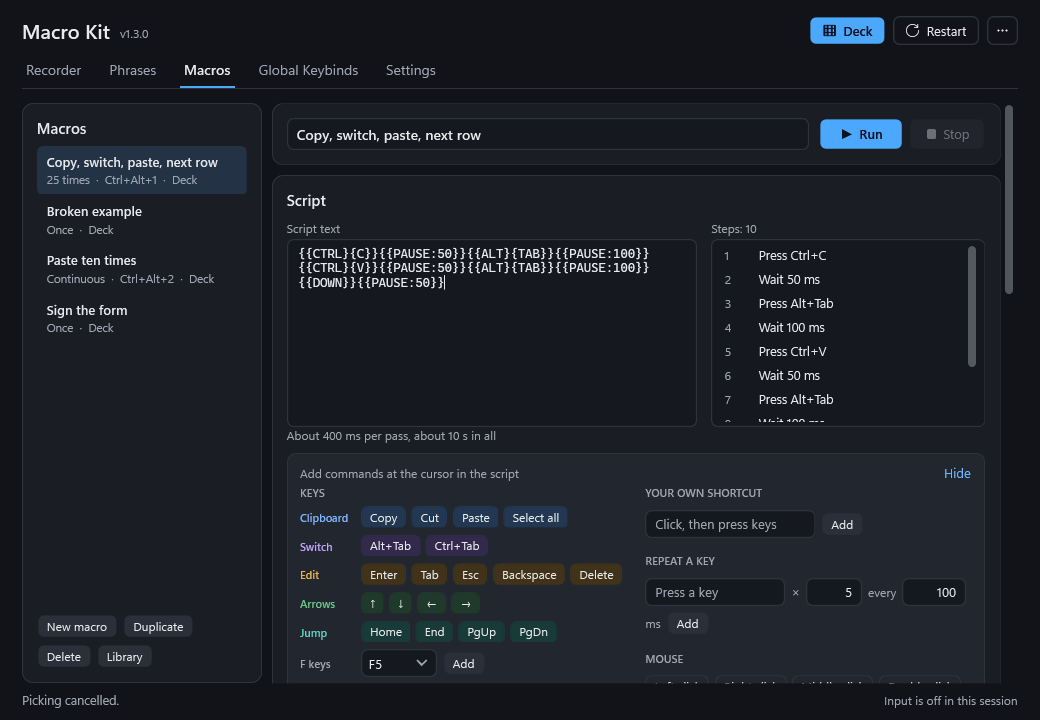 Macro Kit v1.3.0
Deck
Restart
Recorder Phrases Macros Global Keybinds Settings
Macros
Copy, switch, paste, next row
25 times · Ctrl+Alt+1 · Deck
Broken example
Once · Deck
Paste ten times
Continuous · Ctrl+Alt+2 · Deck
Sign the form
Once · Deck
New macro Duplicate
Delete Library
Copy, switch, paste, next row
Run
Stop
Script
Script text
{{CTRL}{C}}{{PAUSE:50}}{{ALT}{TAB}}{{PAUSE:100}}
{{CTRL}{V}}{{PAUSE:50}}{{ALT}{TAB}}{{PAUSE:100}}
{{DOWN}}{{PAUSE:50}}
About 400 ms per pass, about 10 s in all
Steps: 10
1 Press Ctrl+C
2 Wait 50 ms
3 Press Alt+Tab
4 Wait 100 ms
5 Press Ctrl+V
6 Wait 50 ms
7 Press Alt+Tab
Add commands at the cursor in the script
Hide
KEYS
Clipboard Copy Cut Paste Select all
Switch Alt+Tab Ctrl+Tab
Edit Enter Tab Esc Backspace Delete
Arrows ↑ ↓ ← →
Jump Home End PgUp PgDn
F keys F5 Add
YOUR OWN SHORTCUT
Click, then press keys Add
REPEAT A KEY
Press a key × 5 every 100
ms Add
MOUSE
Picking cancelled.
Input is off in this session